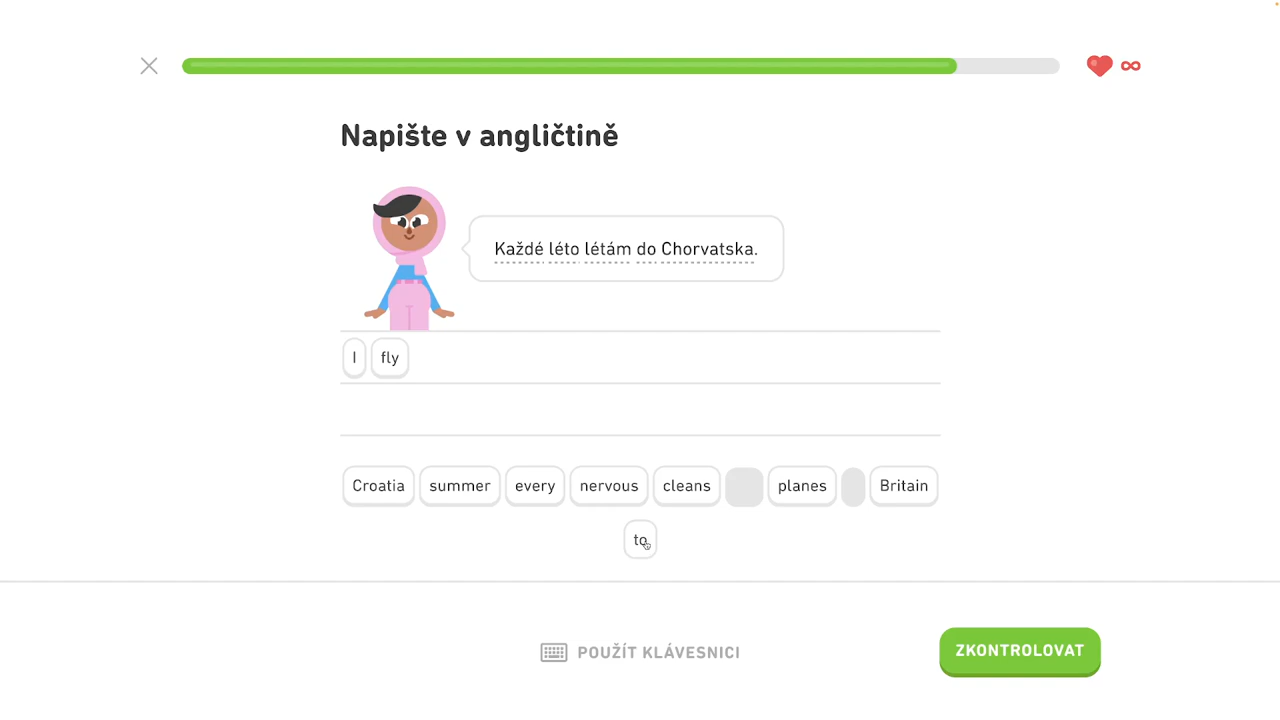 ∞
Napište v angličtině
Každé léto létám do Chorvatska.
I fly
Croatia summer every nervous cleans planes Britain
to
POUŽÍT KLÁVESNICI ZKONTROLOVAT